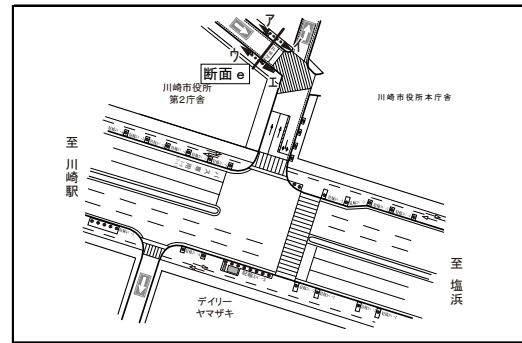 ア
イ
ウ
エ
断面 e
川崎市役所
第2庁舎
川崎市役所本庁舎
至 川崎駅
至 塩浜
デイリー
ヤマザキ